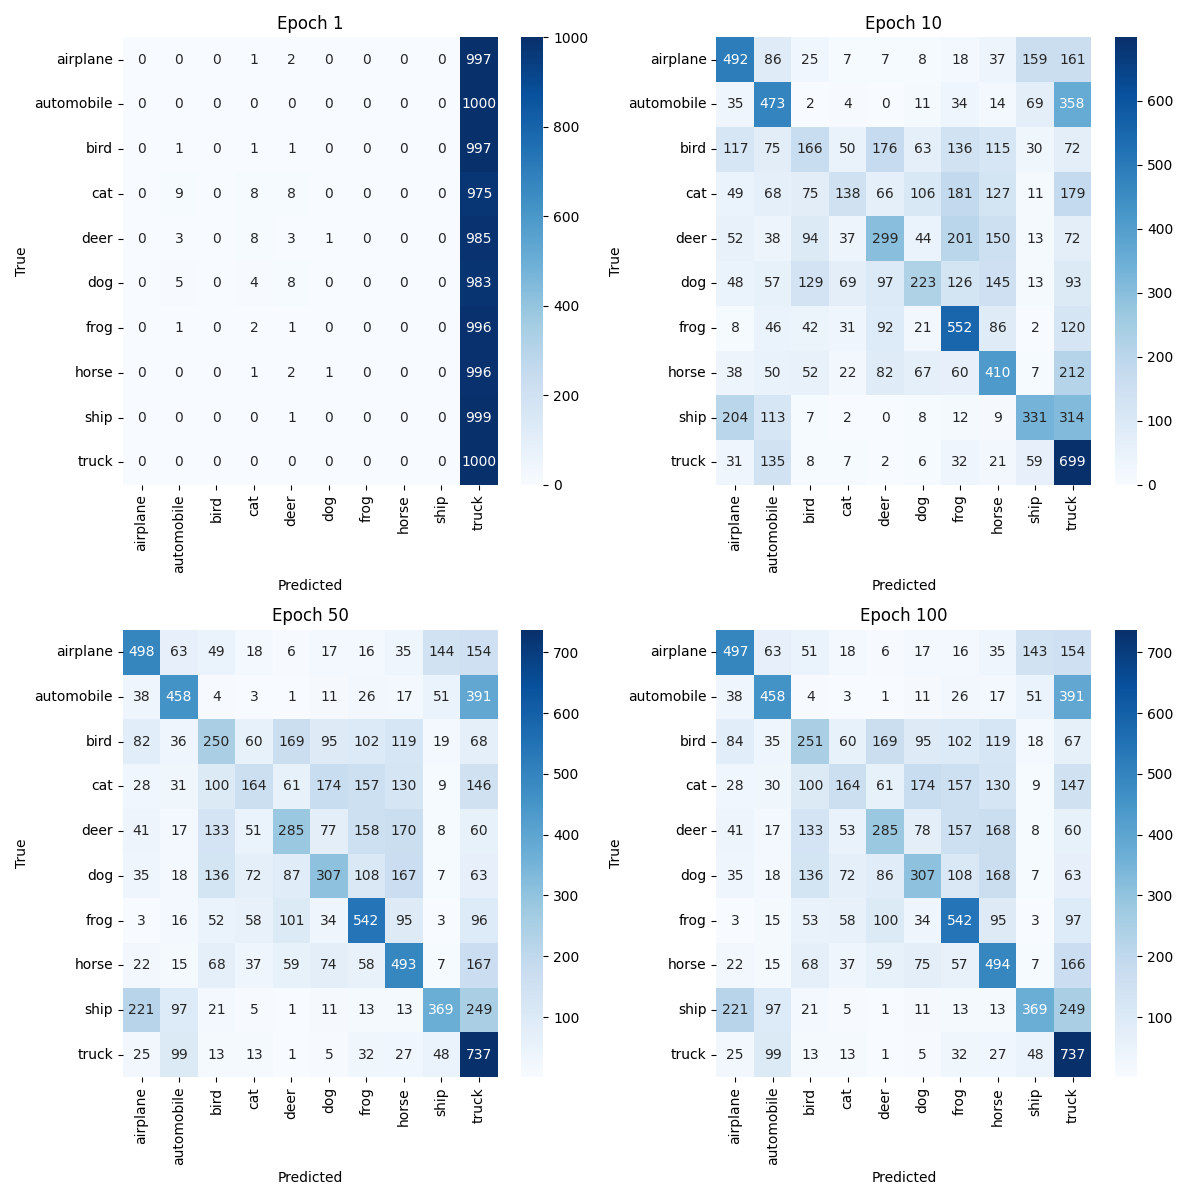 Epoch 1
airplane 0 0 0 1 2 0 0 0 0 997
automobile 0 0 0 0 0 0 0 0 0 1000
bird 0 1 0 1 1 0 0 0 0 997
cat 0 9 0 8 8 0 0 0 0 975
deer 0 3 0 8 3 1 0 0 0 985
dog 0 5 0 4 8 0 0 0 0 983
frog 0 1 0 2 1 0 0 0 0 996
horse 0 0 0 1 2 1 0 0 0 996
ship 0 0 0 0 1 0 0 0 0 999
truck 0 0 0 0 0 0 0 0 0 1000
True
airplane automobile bird cat deer dog frog horse ship truck
Predicted
1000
800
600
400
200
0
Epoch 10
airplane 492 86 25 7 7 8 18 37 159 161
automobile 35 473 2 4 0 11 34 14 69 358
bird 117 75 166 50 176 63 136 115 30 72
cat 49 68 75 138 66 106 181 127 11 179
deer 52 38 94 37 299 44 201 150 13 72
dog 48 57 129 69 97 223 126 145 13 93
frog 8 46 42 31 92 21 552 86 2 120
horse 38 50 52 22 82 67 60 410 7 212
ship 204 113 7 2 0 8 12 9 331 314
truck 31 135 8 7 2 6 32 21 59 699
True
airplane automobile bird cat deer dog frog horse ship truck
Predicted
600
500
400
300
200
100
0
Epoch 50
airplane 498 63 49 18 6 17 16 35 144 154
automobile 38 458 4 3 1 11 26 17 51 391
bird 82 36 250 60 169 95 102 119 19 68
cat 28 31 100 164 61 174 157 130 9 146
deer 41 17 133 51 285 77 158 170 8 60
dog 35 18 136 72 87 307 108 167 7 63
frog 3 16 52 58 101 34 542 95 3 96
horse 22 15 68 37 59 74 58 493 7 167
ship 221 97 21 5 1 11 13 13 369 249
truck 25 99 13 13 1 5 32 27 48 737
True
airplane automobile bird cat deer dog frog horse ship truck
Predicted
700
600
500
400
300
200
100
Epoch 100
airplane 497 63 51 18 6 17 16 35 143 154
automobile 38 458 4 3 1 11 26 17 51 391
bird 84 35 251 60 169 95 102 119 18 67
cat 28 30 100 164 61 174 157 130 9 147
deer 41 17 133 53 285 78 157 168 8 60
dog 35 18 136 72 86 307 108 168 7 63
frog 3 15 53 58 100 34 542 95 3 97
horse 22 15 68 37 59 75 57 494 7 166
ship 221 97 21 5 1 11 13 13 369 249
truck 25 99 13 13 1 5 32 27 48 737
True
airplane automobile bird cat deer dog frog horse ship truck
Predicted
700
600
500
400
300
200
100